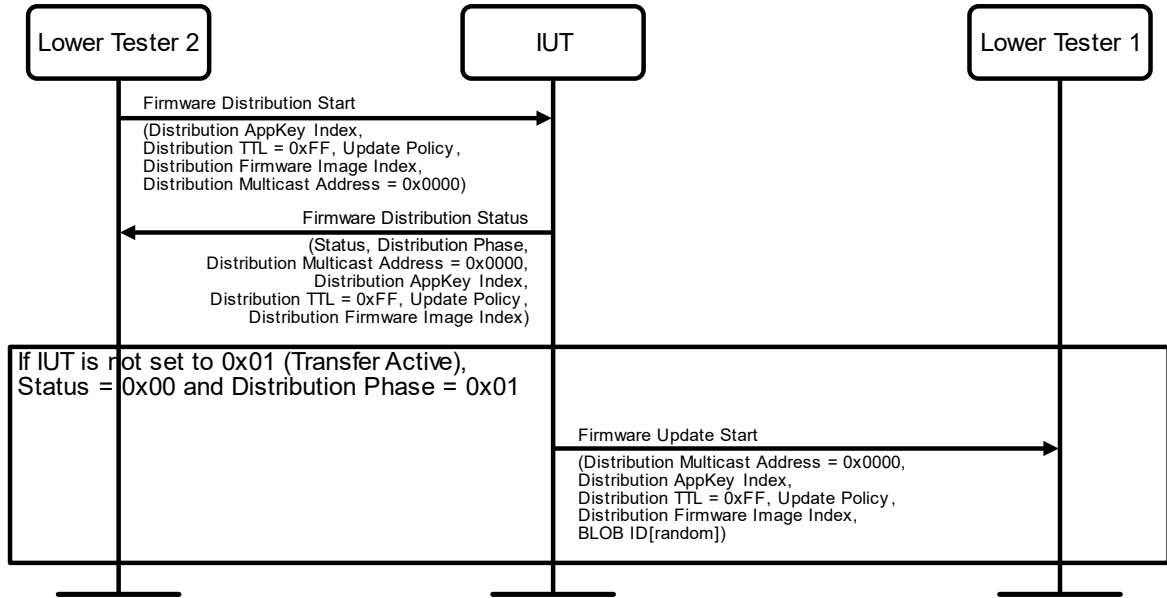 Lower Tester 2
IUT
Lower Tester 1
Firmware Distribution Start
(Distribution AppKey Index,
Distribution TTL = 0xFF, Update Policy,
Distribution Firmware Image Index,
Distribution Multicast Address = 0x0000)
Firmware Distribution Status
(Status, Distribution Phase,
Distribution Multicast Address = 0x0000,
Distribution AppKey Index,
Distribution TTL = 0xFF, Update Policy,
Distribution Firmware Image Index)
If IUT is not set to 0x01 (Transfer Active),
Status = 0x00 and Distribution Phase = 0x01
Firmware Update Start
(Distribution Multicast Address = 0x0000,
Distribution AppKey Index,
Distribution TTL = 0xFF, Update Policy,
Distribution Firmware Image Index,
BLOB ID[random])